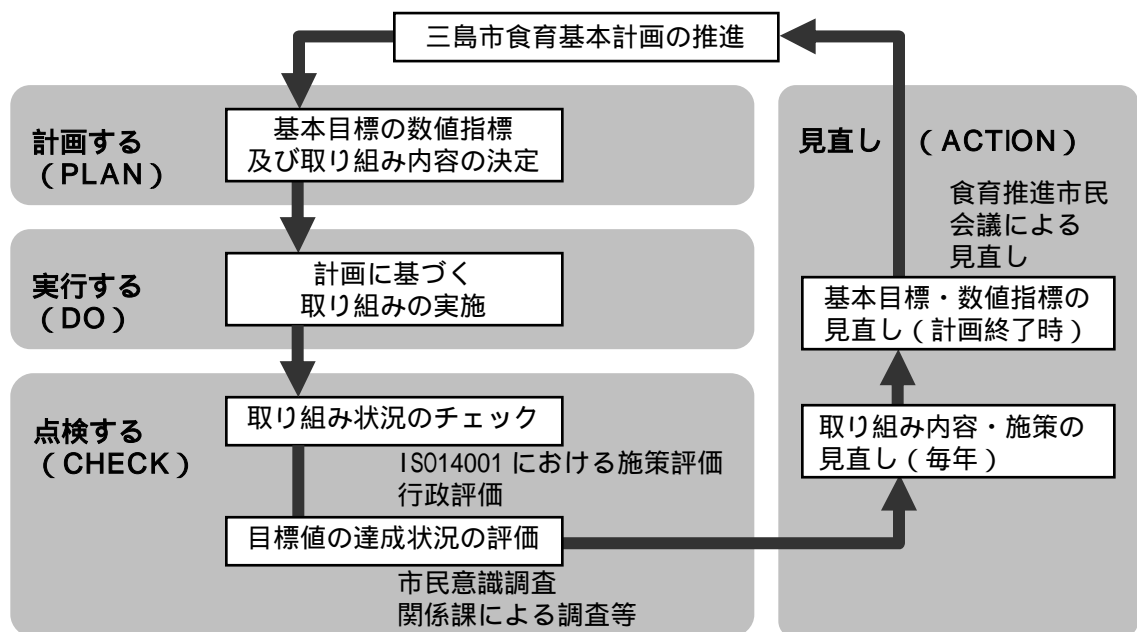 三島市食育基本計画の推進
計画する
（PLAN）
基本目標の数値指標
及び取り組み内容の決定
実行する
（DO）
計画に基づく
取り組みの実施
点検する
（CHECK）
取り組み状況のチェック
ISO14001 における施策評価
行政評価
目標値の達成状況の評価
市民意識調査
関係課による調査等
見直し （ACTION）
食育推進市民
会議による
見直し
基本目標・数値指標の
見直し（計画終了時）
取り組み内容・施策の
見直し（毎年）